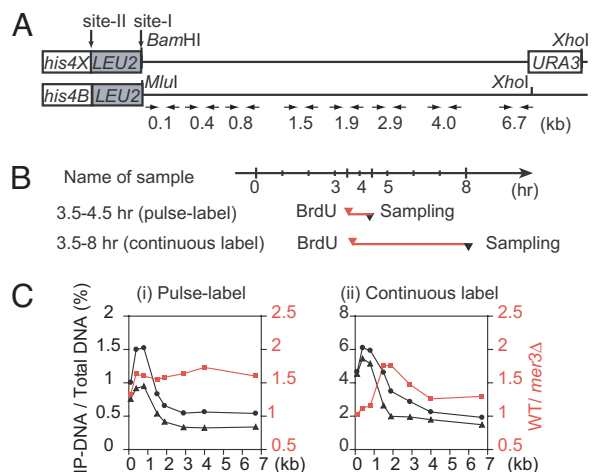 A
site-II site-I
BamHI XhoI
his4X LEU2 URA3
MluI XhoI
his4B LEU2
0.1 0.4 0.8 1.5 1.9 2.9 4.0 6.7 (kb)
B
Name of sample
0 3 4 5 8 (hr)
3.5-4.5 hr (pulse-label) BrdU Sampling
3.5-8 hr (continuous label) BrdU Sampling
C
(i) Pulse-label (ii) Continuous label
IP-DNA / Total DNA (%)
2 2.5 8 2.5
1.5 2 6 2
1 1.5 4 1.5
0.5 1 2 1
0 0.5 0 0.5
0 1 2 3 4 5 6 7 (kb) 0 1 2 3 4 5 6 7 (kb)
WT/ mer3Δ